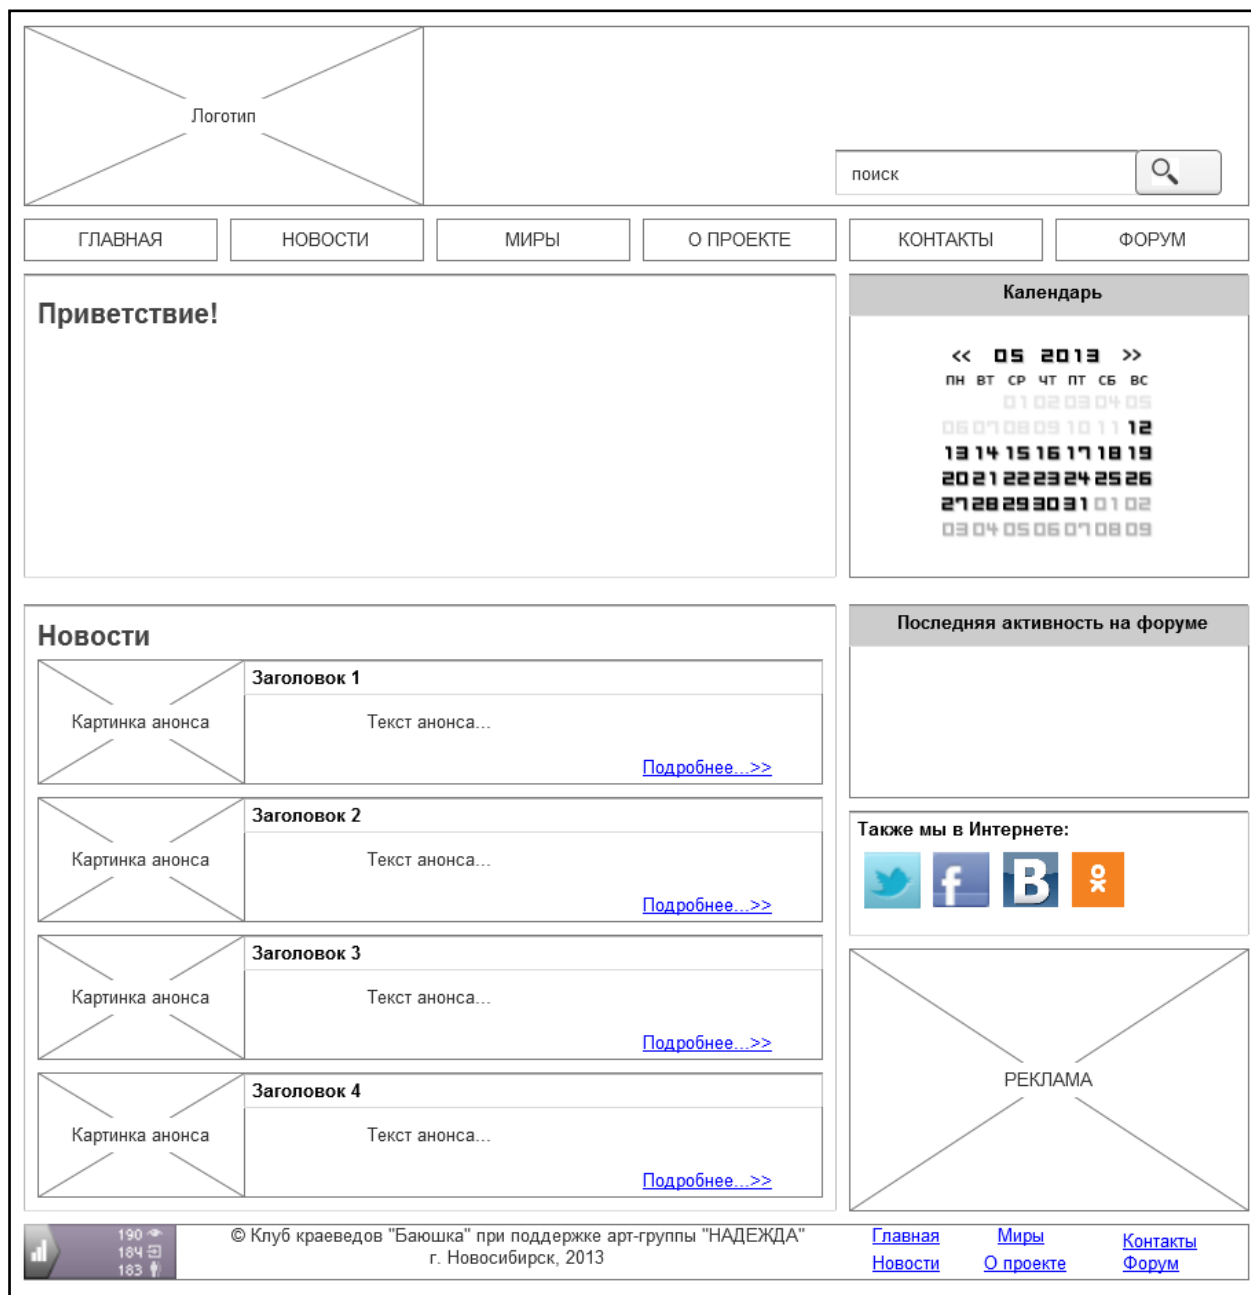 Логотип
поиск
ГЛАВНАЯ НОВОСТИ МИРЫ О ПРОЕКТЕ КОНТАКТЫ ФОРУМ
Приветствие!
Календарь
<< 05 2013 >>
ПН ВТ СР ЧТ ПТ СБ ВС
01 02 03 04 05
06 07 08 09 10 11 12
13 14 15 16 17 18 19
20 21 22 23 24 25 26
27 28 29 30 31 01 02
03 04 05 06 07 08 09
Новости
Картинка анонса
Заголовок 1
Текст анонса...
Подробнее...>>
Картинка анонса
Заголовок 2
Текст анонса...
Подробнее...>>
Картинка анонса
Заголовок 3
Текст анонса...
Подробнее...>>
Картинка анонса
Заголовок 4
Текст анонса...
Подробнее...>>
Последняя активность на форуме
Также мы в Интернете:
f B
РЕКЛАМА
190
184
183
© Клуб краеведов "Баюшка" при поддержке арт-группы "НАДЕЖДА"
г. Новосибирск, 2013
Главная Миры Контакты
Новости О проекте Форум